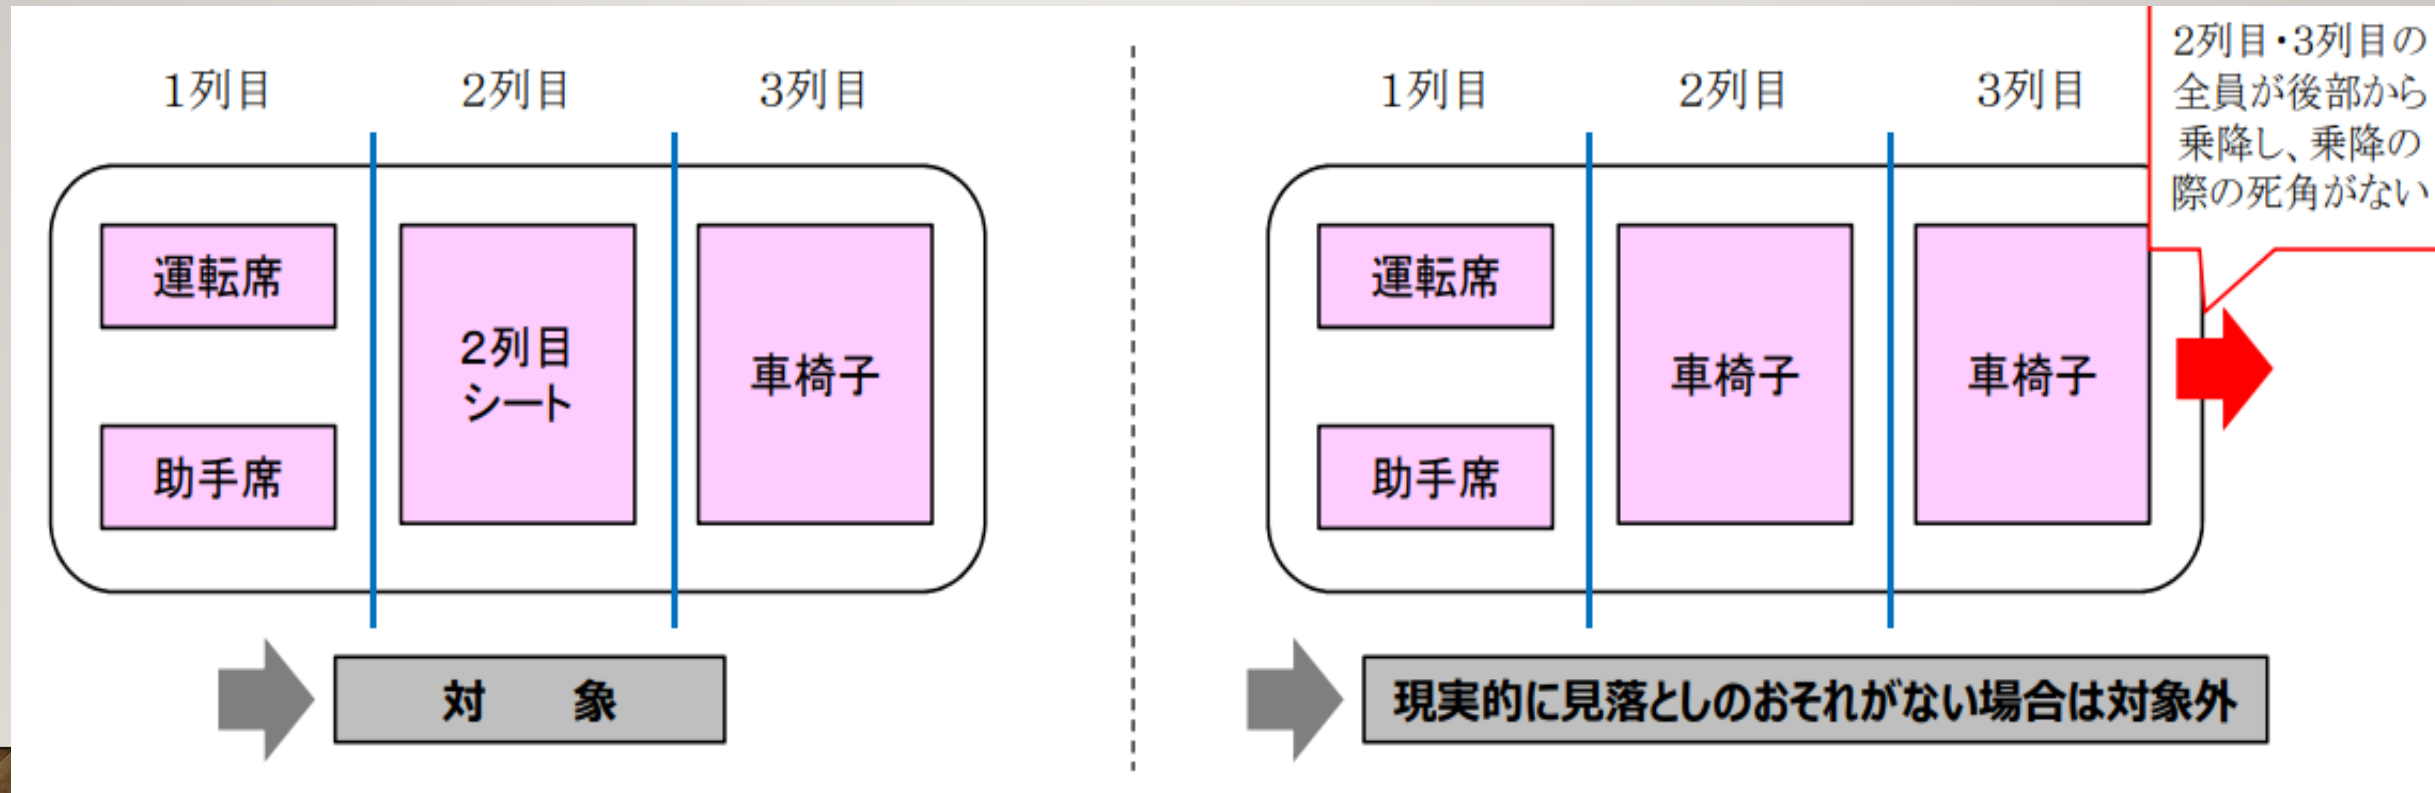 1列目
2列目
3列目
運転席
助手席
2列目
シート
車椅子
対　　象
1列目
2列目
3列目
運転席
助手席
車椅子
車椅子
2列目・3列目の
全員が後部から
乗降し、乗降の
際の死角がない
現実的に見落としのおそれがない場合は対象外